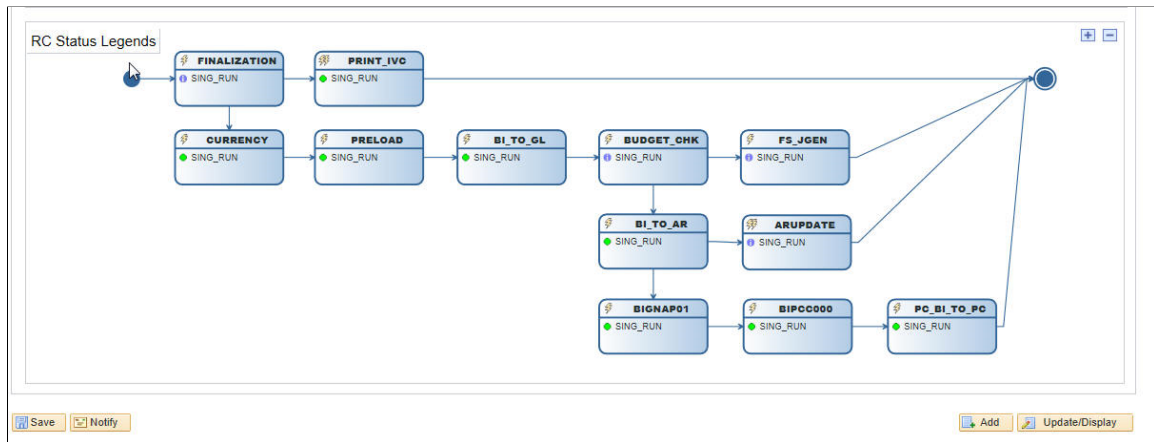 RC Status Legends
FINALIZATION
SING_RUN
PRINT_IVC
SING_RUN
CURRENCY
SING_RUN
PRELOAD
SING_RUN
BI_TO_GL
SING_RUN
BUDGET_CHK
SING_RUN
FS_JGEN
SING_RUN
BI_TO_AR
SING_RUN
ARUPDATE
SING_RUN
BIGNAP01
SING_RUN
BIPCC000
SING_RUN
PC_BI_TO_PC
SING_RUN
Save
Notify
Add
Update/Display